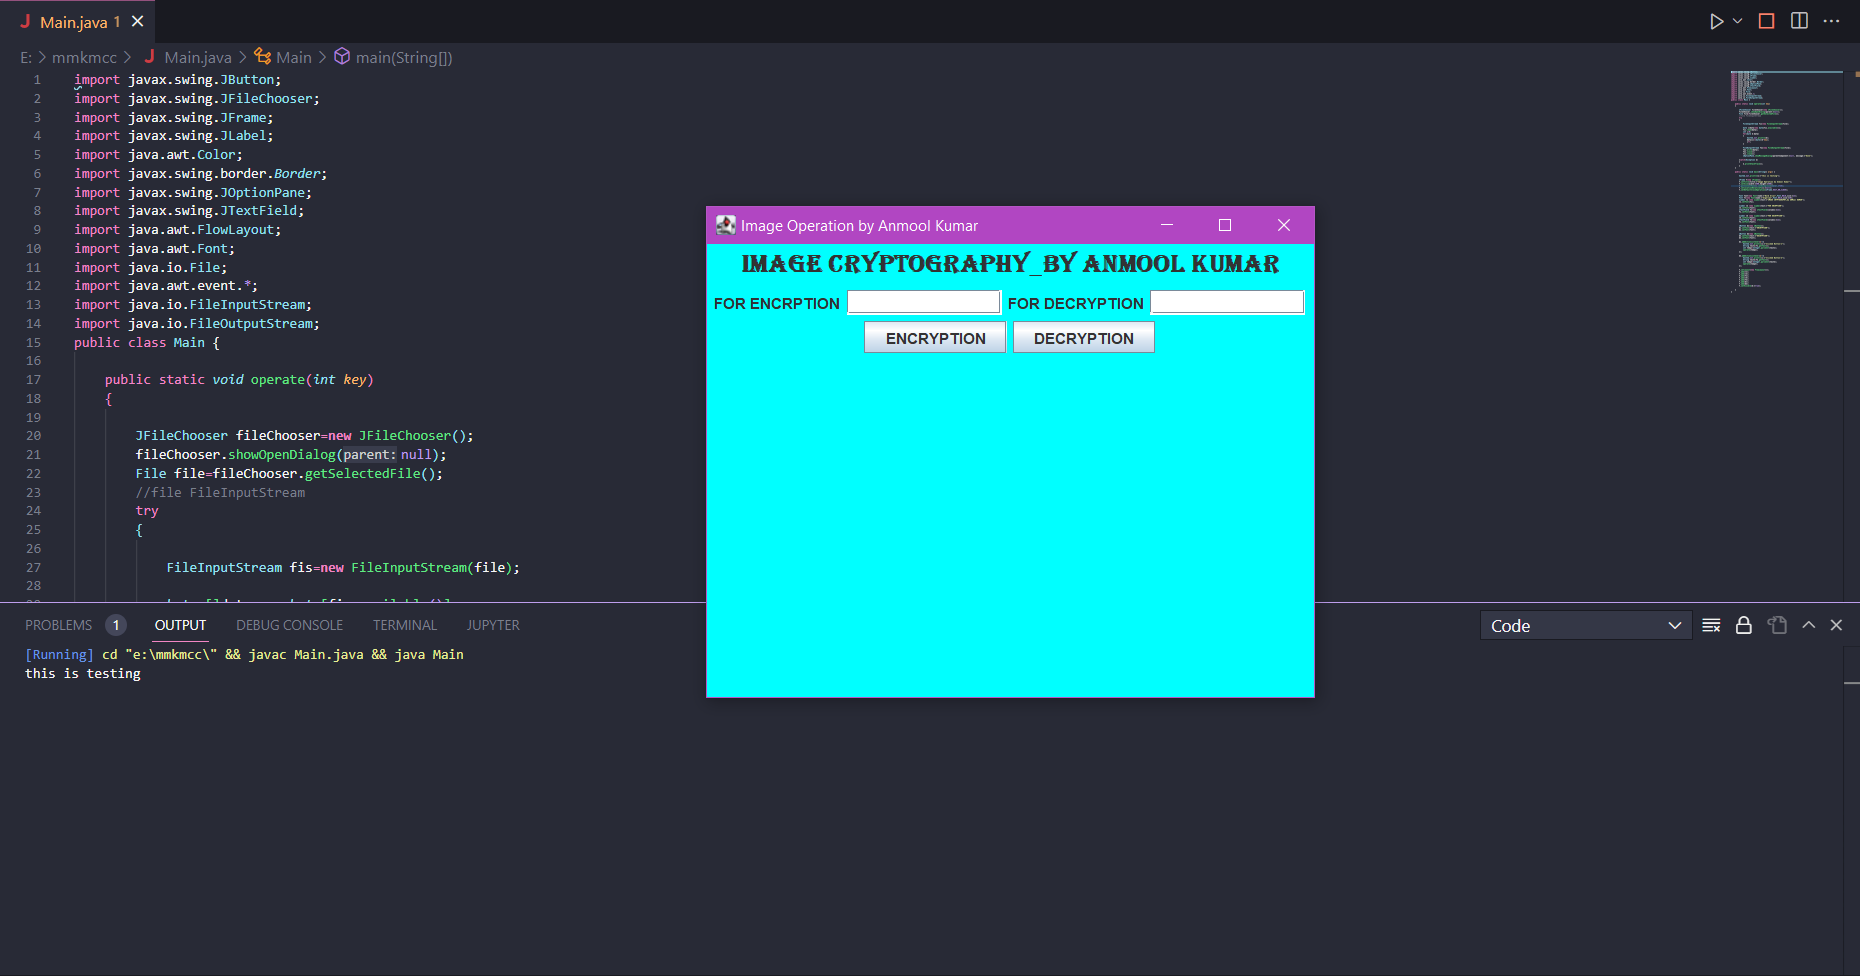 Main.java 1
E: > mmkmcc > Main.java > Main > main(String[])
1 import javax.swing.JButton;
2 import javax.swing.JFileChooser;
3 import javax.swing.JFrame;
4 import javax.swing.JLabel;
5 import java.awt.Color;
6 import javax.swing.border.Border;
7 import javax.swing.JOptionPane;
8 import javax.swing.JTextField;
9 import java.awt.FlowLayout;
10 import java.awt.Font;
11 import java.io.File;
12 import java.awt.event.*;
13 import java.io.FileInputStream;
14 import java.io.FileOutputStream;
15 public class Main {
16
17 public static void operate(int key)
18 {
19
20 JFileChooser fileChooser=new JFileChooser();
21 fileChooser.showOpenDialog(parent:null);
22 File file=fileChooser.getSelectedFile();
23 //file FileInputStream
24 try
25 {
26
27 FileInputStream fis=new FileInputStream(file);
28
Image Operation by Anmool Kumar
IMAGE CRYPTOGRAPHY_BY ANMOOL KUMAR
FOR ENCRPTION FOR DECRYPTION
ENCRYPTION DECRYPTION
PROBLEMS 1 OUTPUT DEBUG CONSOLE TERMINAL JUPYTER Code
[Running] cd "e:\mmkmcc\" && javac Main.java && java Main
this is testing